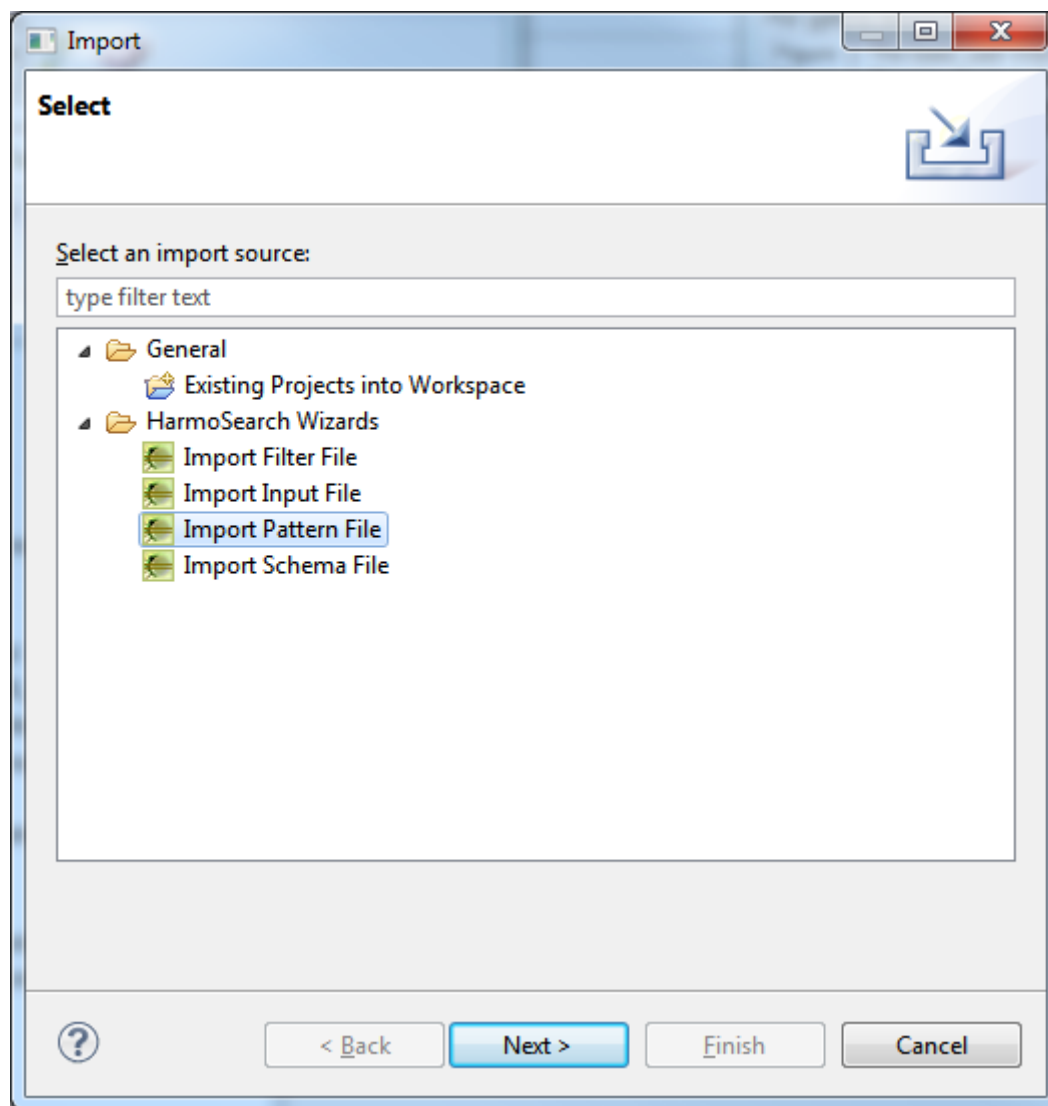 Import
Select
Select an import source:
type filter text
General
Existing Projects into Workspace
HarmoSearch Wizards
Import Filter File
Import Input File
Import Pattern File
Import Schema File
? < Back Next > Finish Cancel